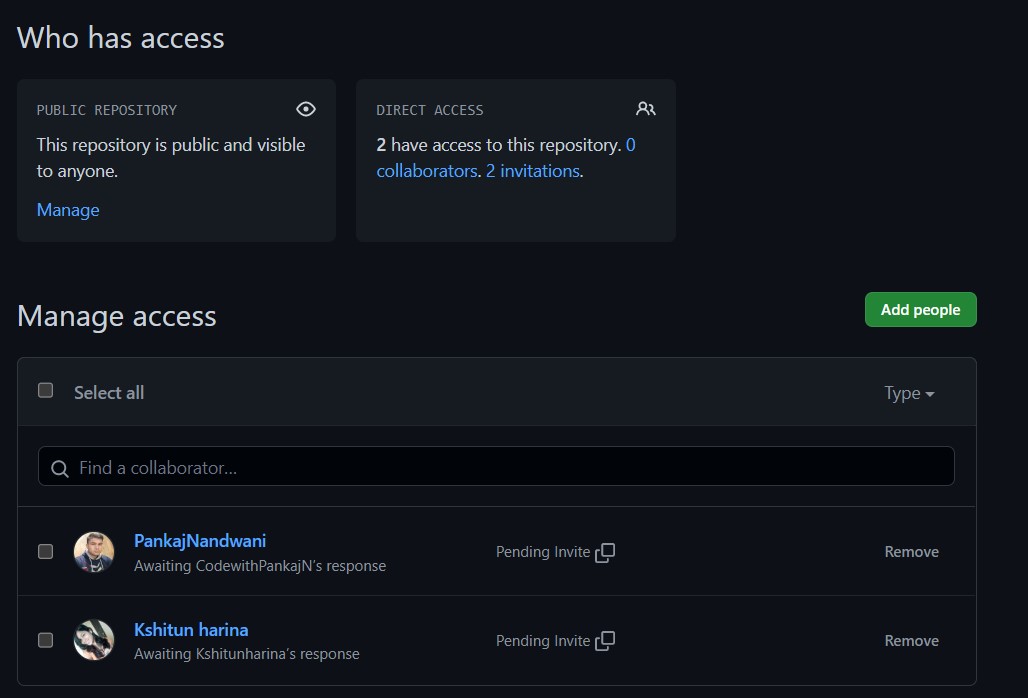 Who has access
PUBLIC REPOSITORY
This repository is public and visible
to anyone.
Manage
DIRECT ACCESS
2 have access to this repository. 0
collaborators. 2 invitations.
Manage access
Add people
Select all
Type
Find a collaborator...
PankajNandwani
Awaiting CodewithPankajN's response
Pending Invite
Remove
Kshitun harina
Awaiting Kshitunharina's response
Pending Invite
Remove